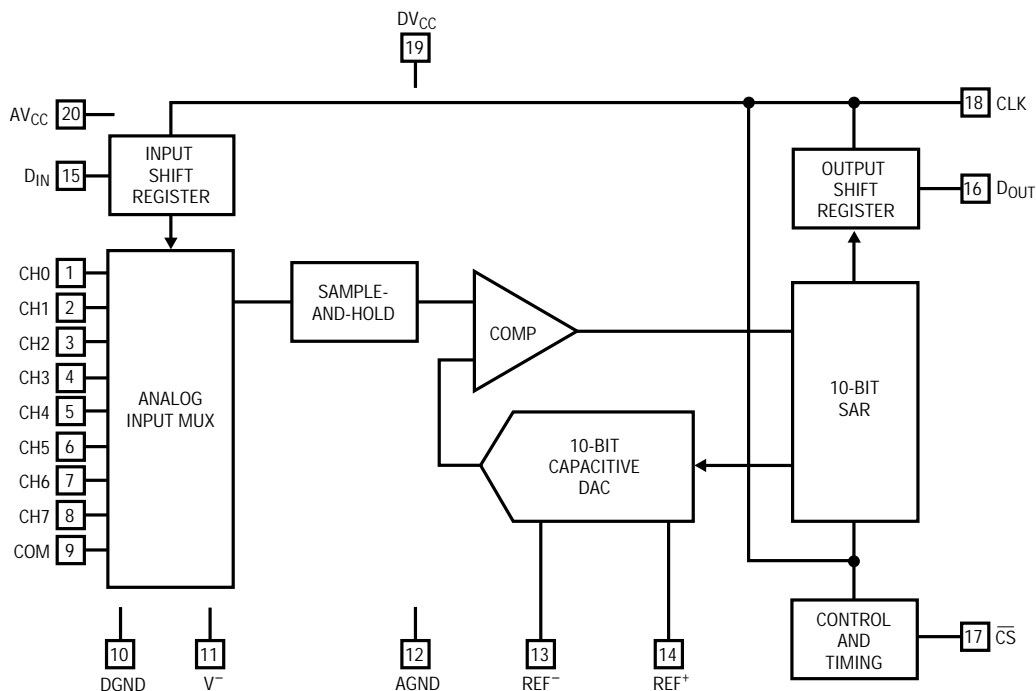 DVCC
19
AVCC 20
18 CLK
INPUT
SHIFT
REGISTER
DIN 15
OUTPUT
SHIFT
REGISTER
16 DOUT
CH0 1
CH1 2
CH2 3
CH3 4
CH4 5
CH5 6
CH6 7
CH7 8
COM 9
ANALOG
INPUT MUX
SAMPLE-
AND-HOLD
COMP
10-BIT
CAPACITIVE
DAC
10-BIT
SAR
CONTROL
AND
TIMING
17 C̅S̅
10
DGND
11
V–
12
AGND
13
REF–
14
REF+